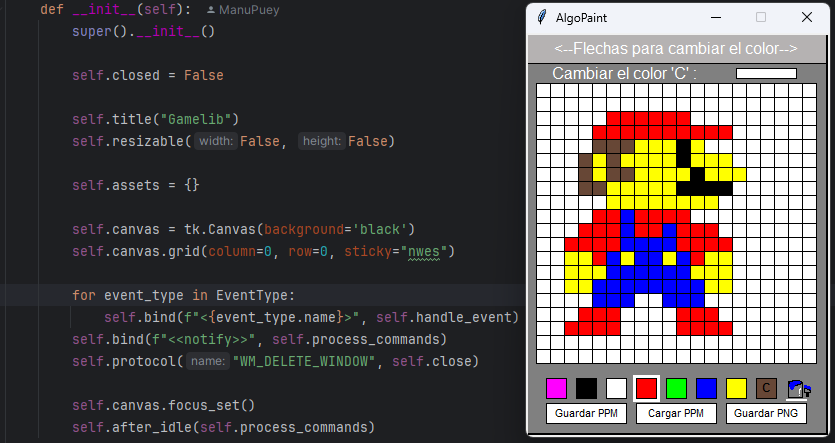 def __init__(self): ManuPuey
super().__init__()
self.closed = False
self.title("Gamelib")
self.resizable(width:False, height:False)
self.assets = {}
self.canvas = tk.Canvas(background='black')
self.canvas.grid(column=0, row=0, sticky="nwes")
for event_type in EventType:
self.bind(f"<{event_type.name}>", self.handle_event)
self.bind(f"<<notify>>", self.process_commands)
self.protocol(name:"WM_DELETE_WINDOW", self.close)
self.canvas.focus_set()
self.after_idle(self.process_commands)
AlgoPaint
<--Flechas para cambiar el color-->
Cambiar el color 'C' :
C
Guardar PPM
Cargar PPM
Guardar PNG